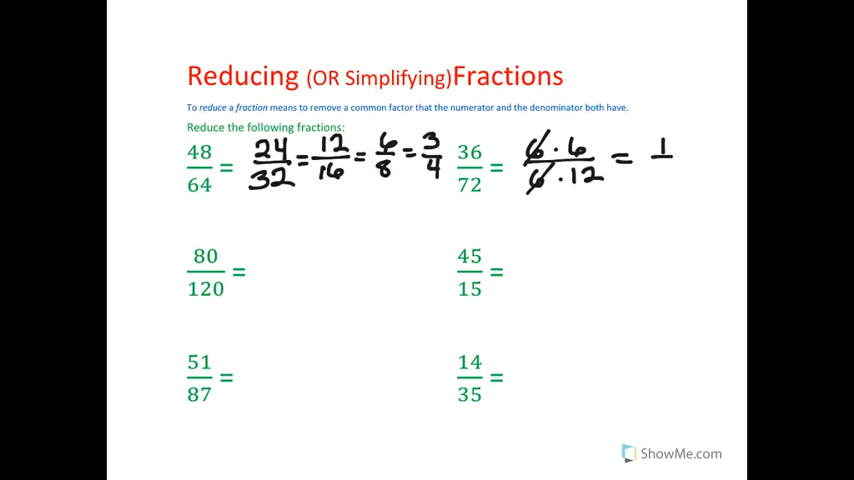 Reducing (OR Simplifying)Fractions
To reduce a fraction means to remove a common factor that the numerator and the denominator both have.
Reduce the following fractions:
48/64 = 24/32 = 12/16 = 6/8 = 3/4
36/72 = 6·6/6·12 = 1/
80/120 =
45/15 =
51/87 =
14/35 =
ShowMe.com